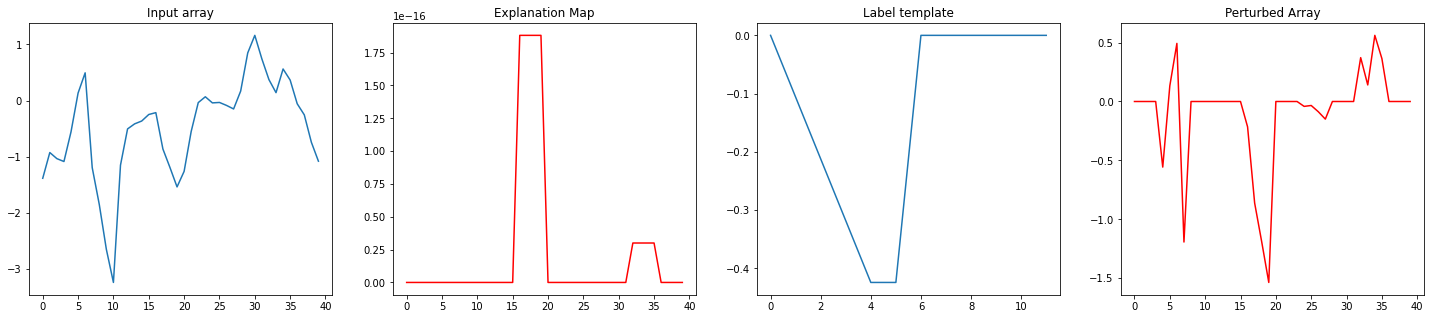 Input array
1
0
−1
−2
−3
0 5 10 15 20 25 30 35 40
Explanation Map
1e−16
1.75
1.50
1.25
1.00
0.75
0.50
0.25
0.00
0 5 10 15 20 25 30 35 40
Label template
0.0
−0.1
−0.2
−0.3
−0.4
0 2 4 6 8 10
Perturbed Array
0.5
0.0
−0.5
−1.0
−1.5
0 5 10 15 20 25 30 35 40